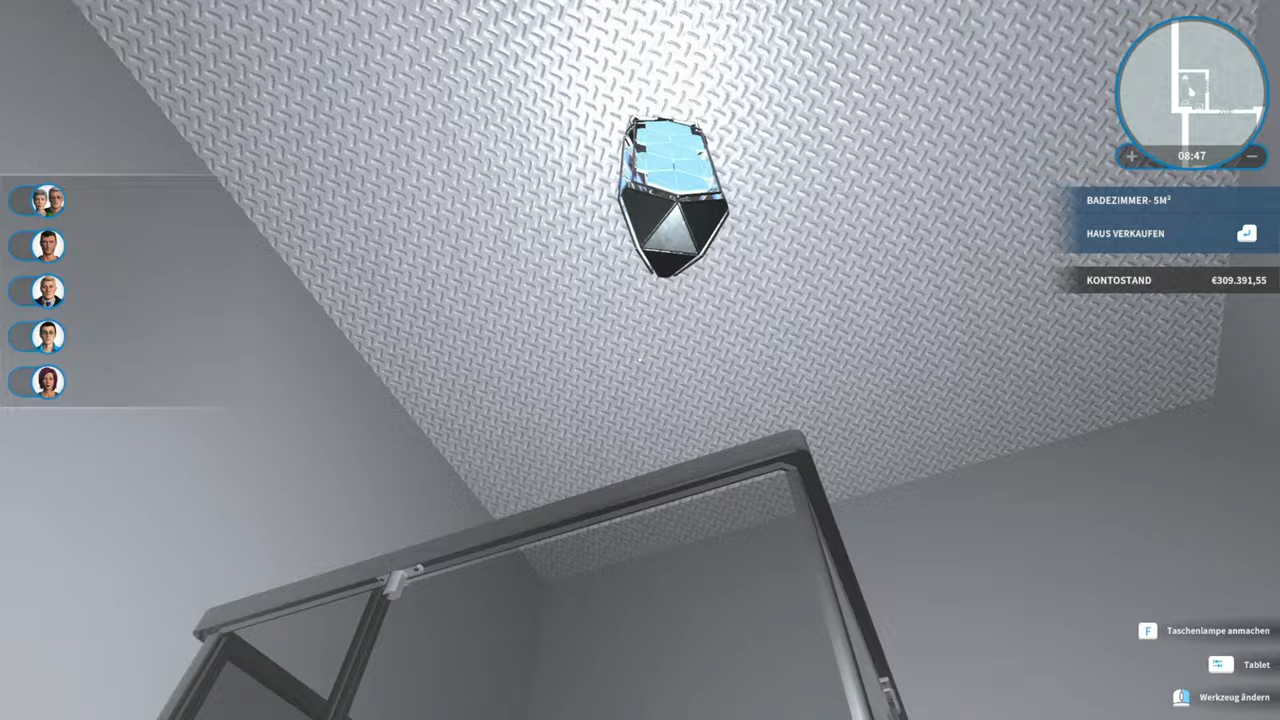 08:47
BADEZIMMER- 5M²
HAUS VERKAUFEN
KONTOSTAND €309.391,55
F Taschenlampe anmachen
Tablet
Werkzeug ändern